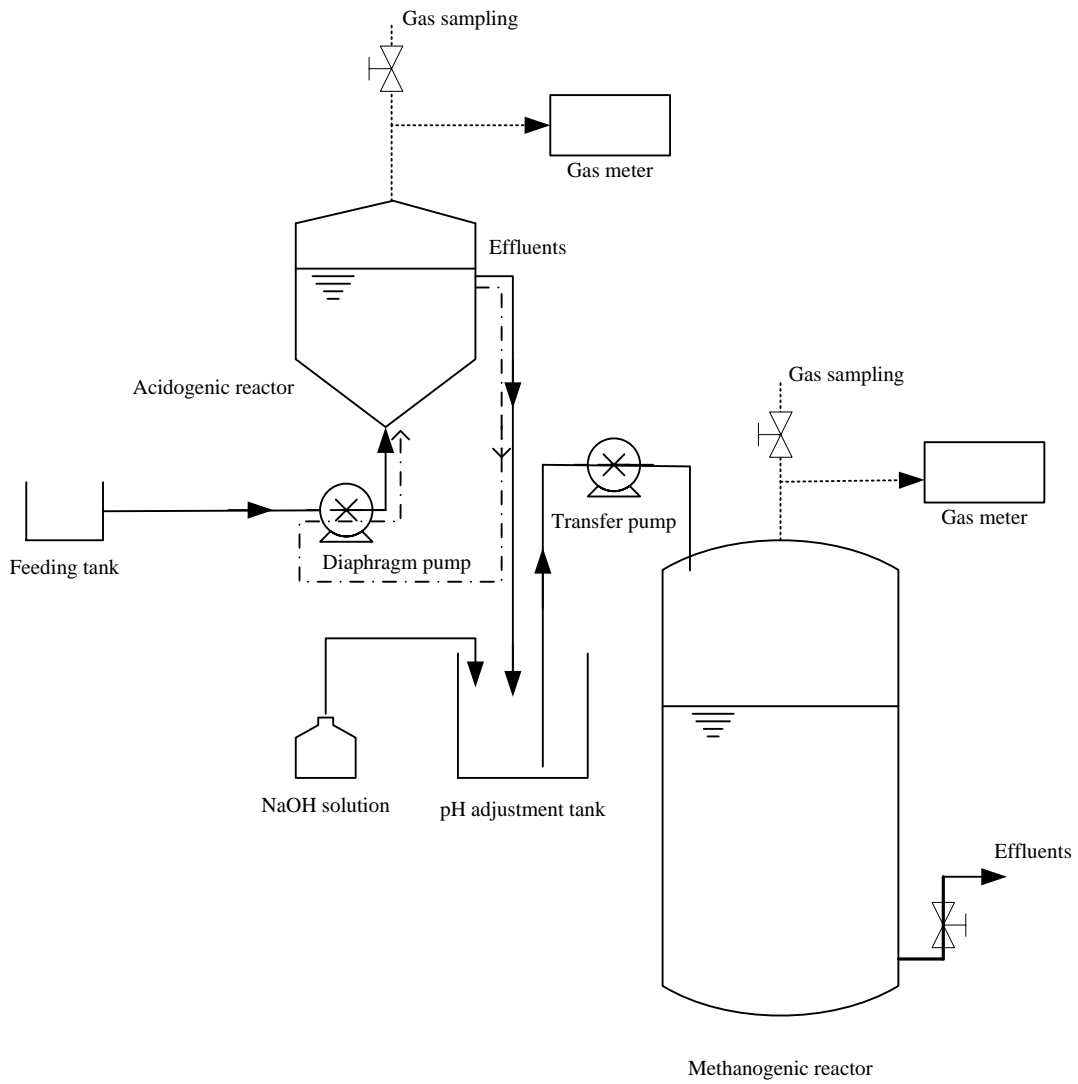 Gas sampling
Gas meter
Effluents
Acidogenic reactor
Gas sampling
Transfer pump
Gas meter
Feeding tank
Diaphragm pump
NaOH solution
pH adjustment tank
Effluents
Methanogenic reactor